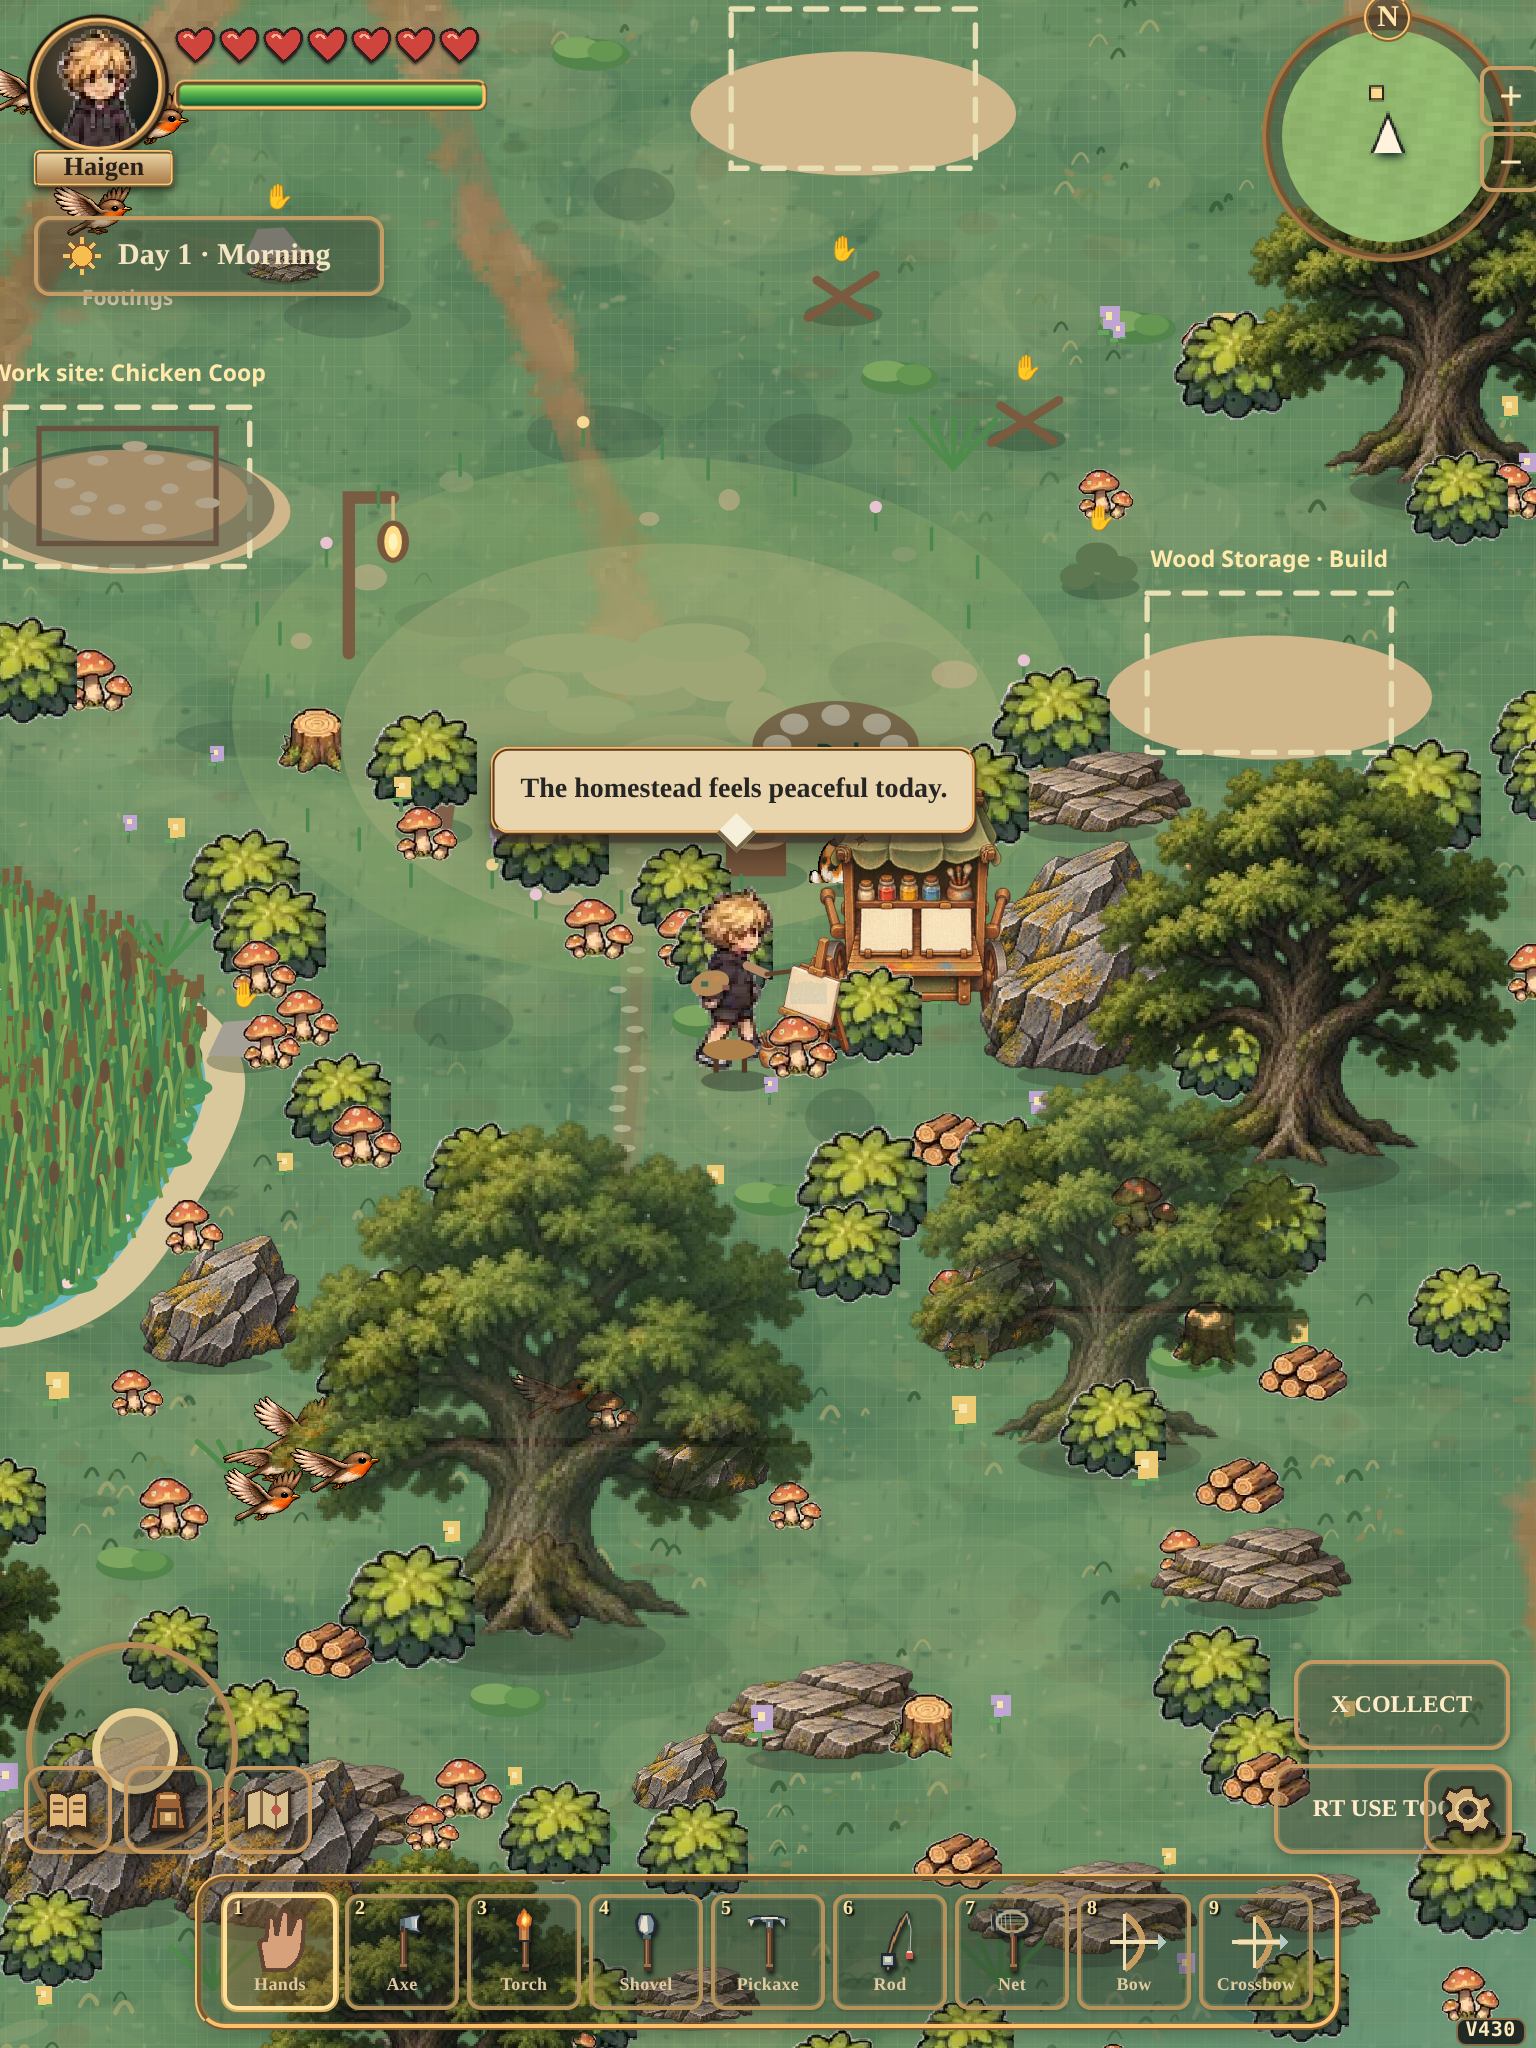 N
+
Haigen
−
Day 1 · Morning
Footings
Work site: Chicken Coop
Wood Storage · Build
The homestead feels peaceful today.
X COLLECT
RT USE TOO
1 2 3 4 5 6 7 8 9
Hands Axe Torch Shovel Pickaxe Rod Net Bow Crossbow
V430